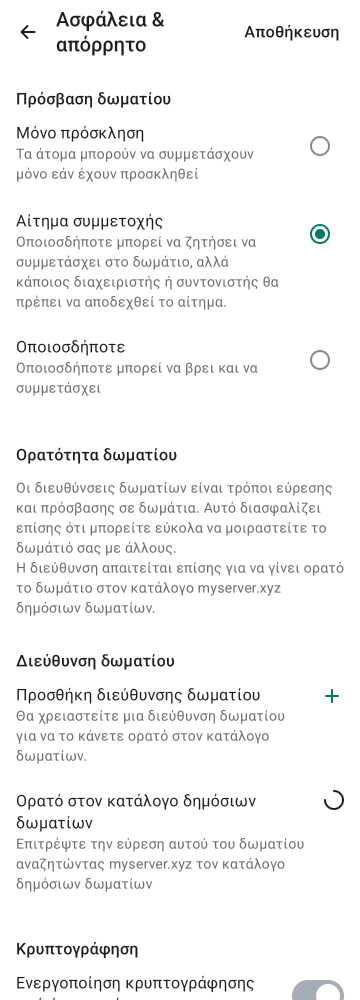 Ασφάλεια &
απόρρητο
Αποθήκευση
Πρόσβαση δωματίου
Μόνο πρόσκληση
Τα άτομα μπορούν να συμμετάσχουν
μόνο εάν έχουν προσκληθεί
Αίτημα συμμετοχής
Οποιοσδήποτε μπορεί να ζητήσει να
συμμετάσχει στο δωμάτιο, αλλά
κάποιος διαχειριστής ή συντονιστής θα
πρέπει να αποδεχθεί το αίτημα.
Οποιοσδήποτε
Οποιοσδήποτε μπορεί να βρει και να
συμμετάσχει
Ορατότητα δωματίου
Οι διευθύνσεις δωματίων είναι τρόποι εύρεσης
και πρόσβασης σε δωμάτια. Αυτό διασφαλίζει
επίσης ότι μπορείτε εύκολα να μοιραστείτε το
δωμάτιό σας με άλλους.
Η διεύθυνση απαιτείται επίσης για να γίνει ορατό
το δωμάτιο στον κατάλογο myserver.xyz
δημόσιων δωματίων.
Διεύθυνση δωματίου
Προσθήκη διεύθυνσης δωματίου
Θα χρειαστείτε μια διεύθυνση δωματίου
για να το κάνετε ορατό στον κατάλογο
δωματίων.
Ορατό στον κατάλογο δημόσιων
δωματίων
Επιτρέψτε την εύρεση αυτού του δωματίου
αναζητώντας myserver.xyz τον κατάλογο
δημόσιων δωματίων
Κρυπτογράφηση
Ενεργοποίηση κρυπτογράφησης